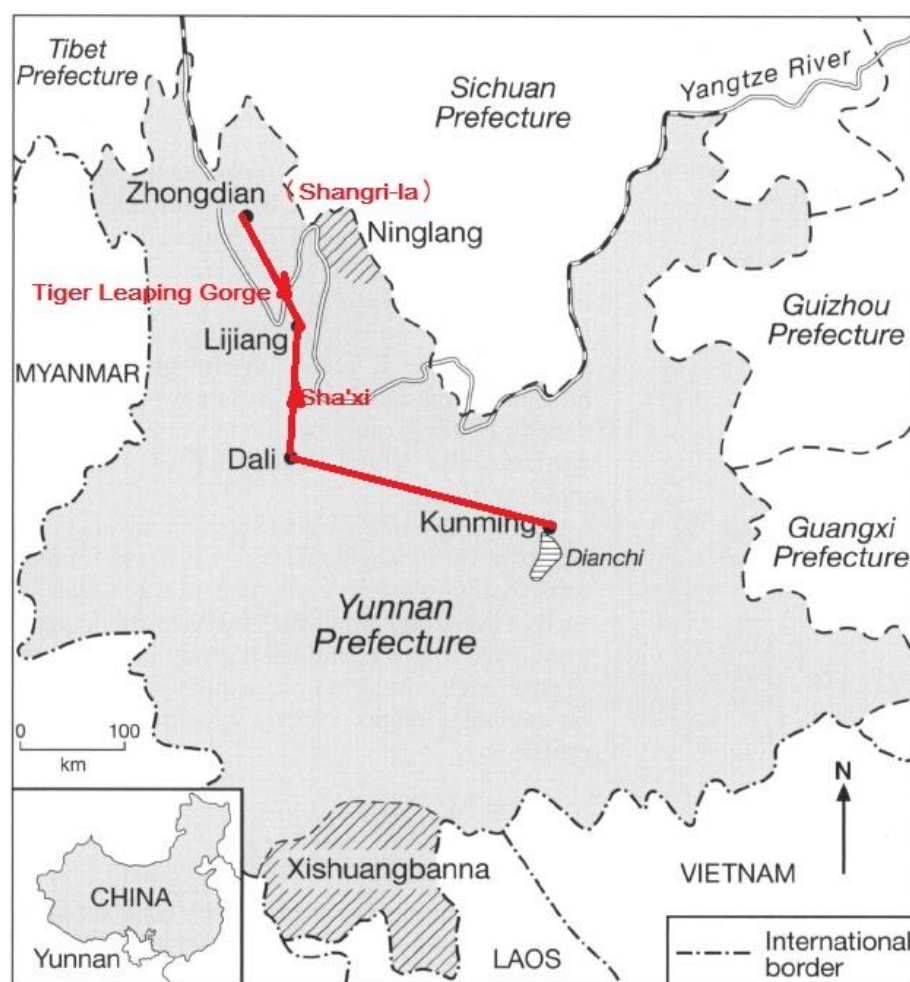 Tibet
Prefecture
Sichuan
Prefecture
Yangtze River
Zhongdian
(Shangri-la)
Ninglang
Tiger Leaping Gorge
Guizhou
Prefecture
Lijiang
MYANMAR
Sha'xi
Dali
Kunming
Guangxi
Prefecture
Dianchi
Yunnan
Prefecture
0 100
km
N
Xishuangbanna
VIETNAM
CHINA
Yunnan
LAOS
International
border